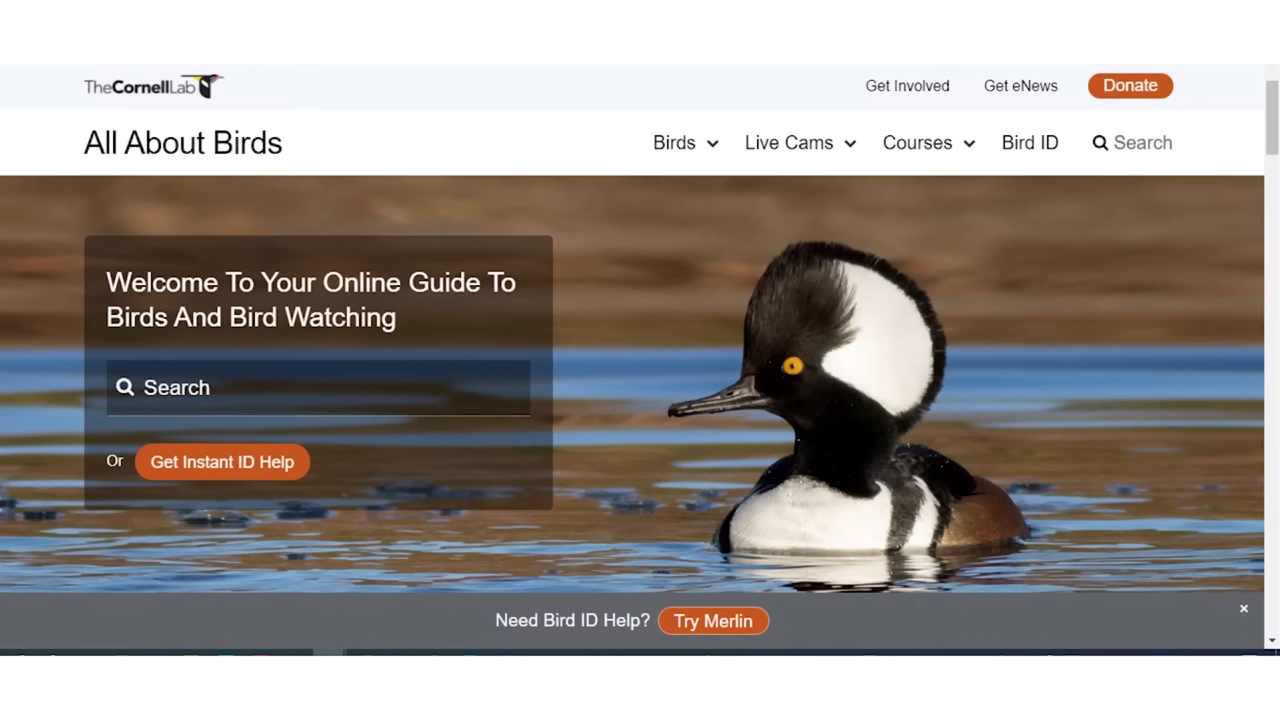 TheCornellLab
Get Involved
Get eNews
Donate
All About Birds
Birds
Live Cams
Courses
Bird ID
Search
Welcome To Your Online Guide To
Birds And Bird Watching
Search
Or
Get Instant ID Help
Need Bird ID Help?
Try Merlin
×